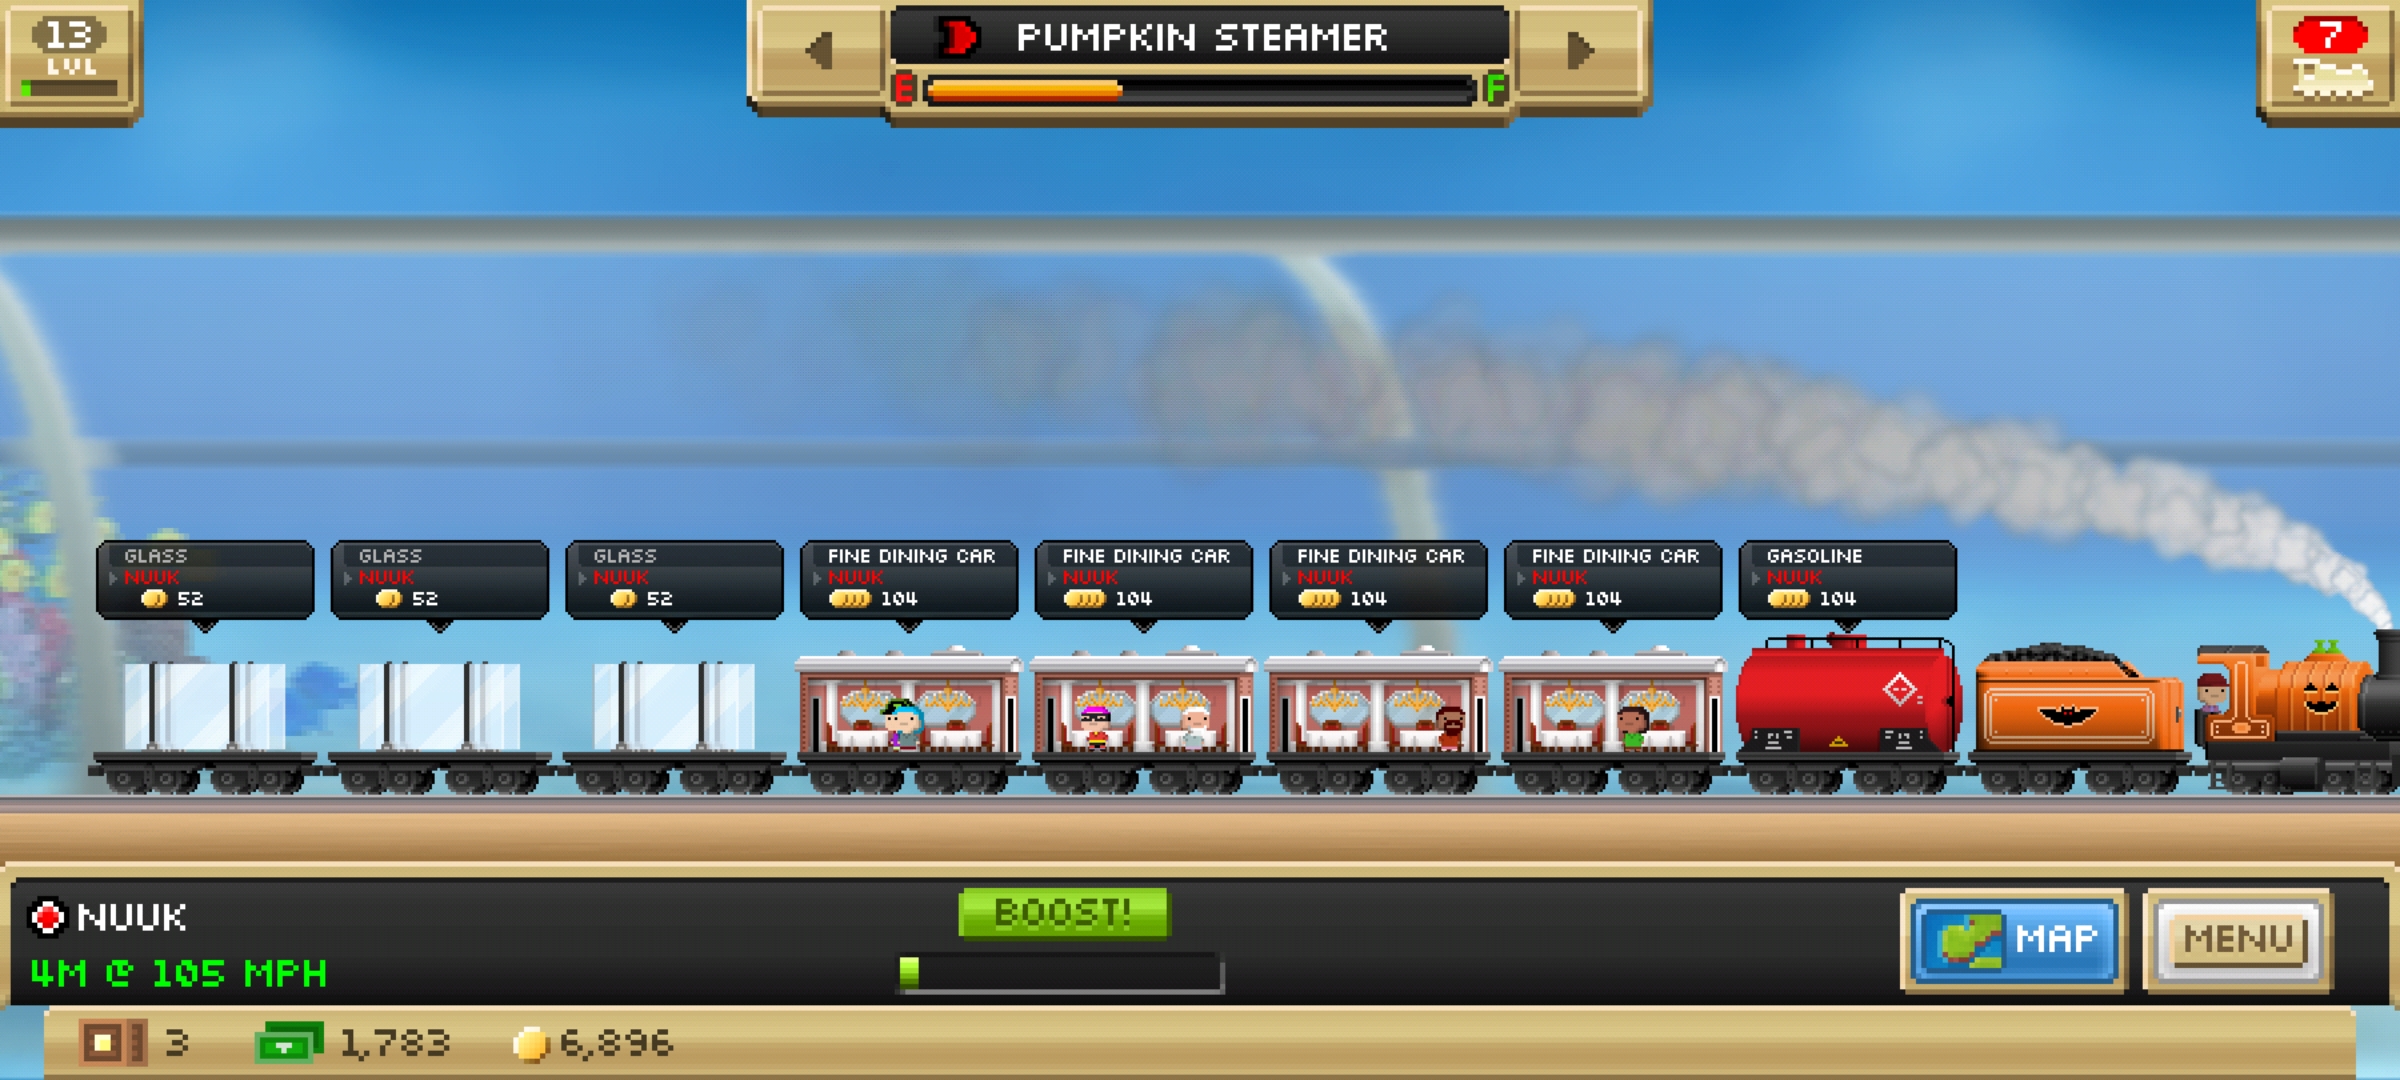 13
LVL
PUMPKIN STEAMER
E F
7
GLASS
NUUK
52
GLASS
NUUK
52
GLASS
NUUK
52
FINE DINING CAR
NUUK
104
FINE DINING CAR
NUUK
104
FINE DINING CAR
NUUK
104
FINE DINING CAR
NUUK
104
GASOLINE
NUUK
104
NUUK
4M @ 105 MPH
BOOST!
MAP
MENU
3
1,783
6,896